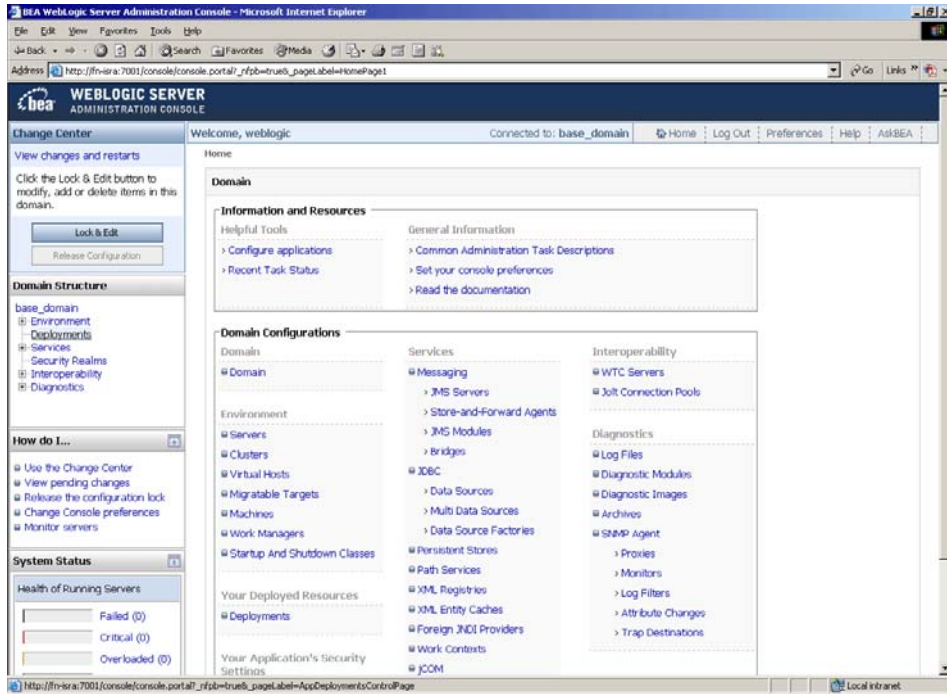 BEA WebLogic Server Administration Console - Microsoft Internet Explorer
File Edit View Favorites Tools Help
Back Search Favorites Media
Address http://fn-isra:7001/console/console.portal?_nfpb=true&_pageLabel=HomePage1 Go Links »
bea WEBLOGIC SERVER
ADMINISTRATION CONSOLE
Change Center
View changes and restarts
Click the Lock & Edit button to
modify, add or delete items in this
domain.
Lock & Edit
Release Configuration
Domain Structure
base_domain
Environment
Deployments
Services
Security Realms
Interoperability
Diagnostics
How do I...
Use the Change Center
View pending changes
Release the configuration lock
Change Console preferences
Monitor servers
System Status
Health of Running Servers
Failed (0)
Critical (0)
Overloaded (0)
Welcome, weblogic Connected to: base_domain Home Log Out Preferences Help AskBEA
Home
Domain
Information and Resources
Helpful Tools
› Configure applications
› Recent Task Status
General Information
› Common Administration Task Descriptions
› Set your console preferences
› Read the documentation
Domain Configurations
Domain
Domain
Environment
Servers
Clusters
Virtual Hosts
Migratable Targets
Machines
Work Managers
Startup And Shutdown Classes
Your Deployed Resources
Deployments
Your Application's Security
Settings
Services
Messaging
› JMS Servers
› Store-and-Forward Agents
› JMS Modules
› Bridges
JDBC
› Data Sources
› Multi Data Sources
› Data Source Factories
Persistent Stores
Path Services
XML Registries
XML Entity Caches
Foreign JNDI Providers
Work Contexts
jCOM
Interoperability
WTC Servers
Jolt Connection Pools
Diagnostics
Log Files
Diagnostic Modules
Diagnostic Images
Archives
SNMP Agent
› Proxies
› Monitors
› Log Filters
› Attribute Changes
› Trap Destinations
http://fn-isra:7001/console/console.portal?_nfpb=true&_pageLabel=AppDeploymentsControlPage Local intranet